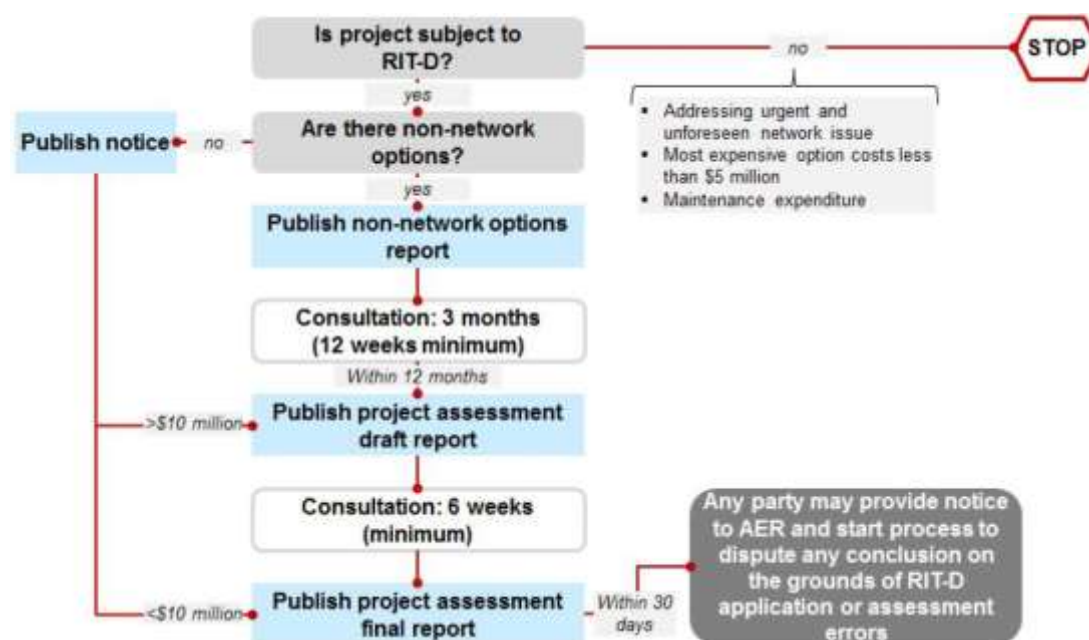 Is project subject to
RIT-D?
no
STOP
yes
Addressing urgent and
unforeseen network issue
Most expensive option costs less
than $5 million
Maintenance expenditure
Publish notice
no
Are there non-network
options?
yes
Publish non-network options
report
Consultation: 3 months
(12 weeks minimum)
Within 12 months
>$10 million
Publish project assessment
draft report
Consultation: 6 weeks
(minimum)
<$10 million
Publish project assessment
final report
Within 30
days
Any party may provide notice
to AER and start process to
dispute any conclusion on
the grounds of RIT-D
application or assessment
errors